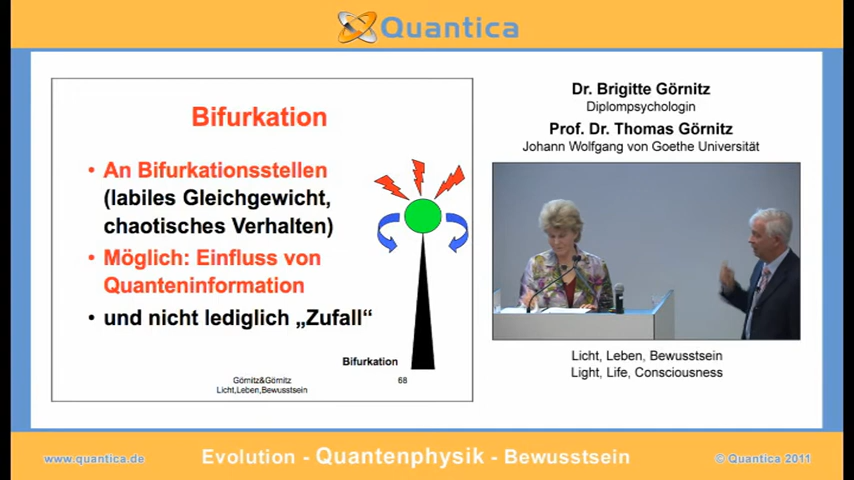 Quantica
Bifurkation
• An Bifurkationsstellen
(labiles Gleichgewicht,
chaotisches Verhalten)
• Möglich: Einfluss von
Quanteninformation
• und nicht lediglich „Zufall“
Bifurkation
Görnitz&Görnitz
Licht,Leben,Bewusstsein
68
Dr. Brigitte Görnitz
Diplompsychologin
Prof. Dr. Thomas Görnitz
Johann Wolfgang von Goethe Universität
Licht, Leben, Bewusstsein
Light, Life, Consciousness
www.quantica.de
Evolution - Quantenphysik - Bewusstsein
© Quantica 2011